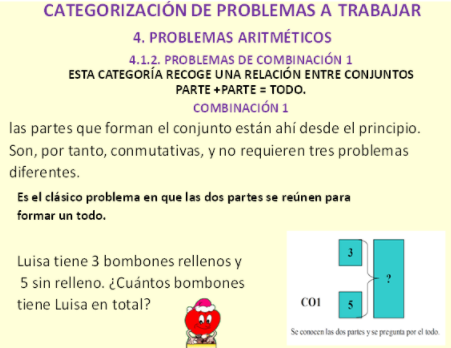 CATEGORIZACIÓN DE PROBLEMAS A TRABAJAR
4. PROBLEMAS ARITMÉTICOS
4.1.2. PROBLEMAS DE COMBINACIÓN 1
ESTA CATEGORÍA RECOGE UNA RELACIÓN ENTRE CONJUNTOS
PARTE +PARTE = TODO.
COMBINACIÓN 1
las partes que forman el conjunto están ahí desde el principio.
Son, por tanto, conmutativas, y no requieren tres problemas
diferentes.
Es el clásico problema en que las dos partes se reúnen para
formar un todo.
Luisa tiene 3 bombones rellenos y
5 sin relleno. ¿Cuántos bombones
tiene Luisa en total?
3
?
CO1
5
Se conocen las dos partes y se pregunta por el todo.